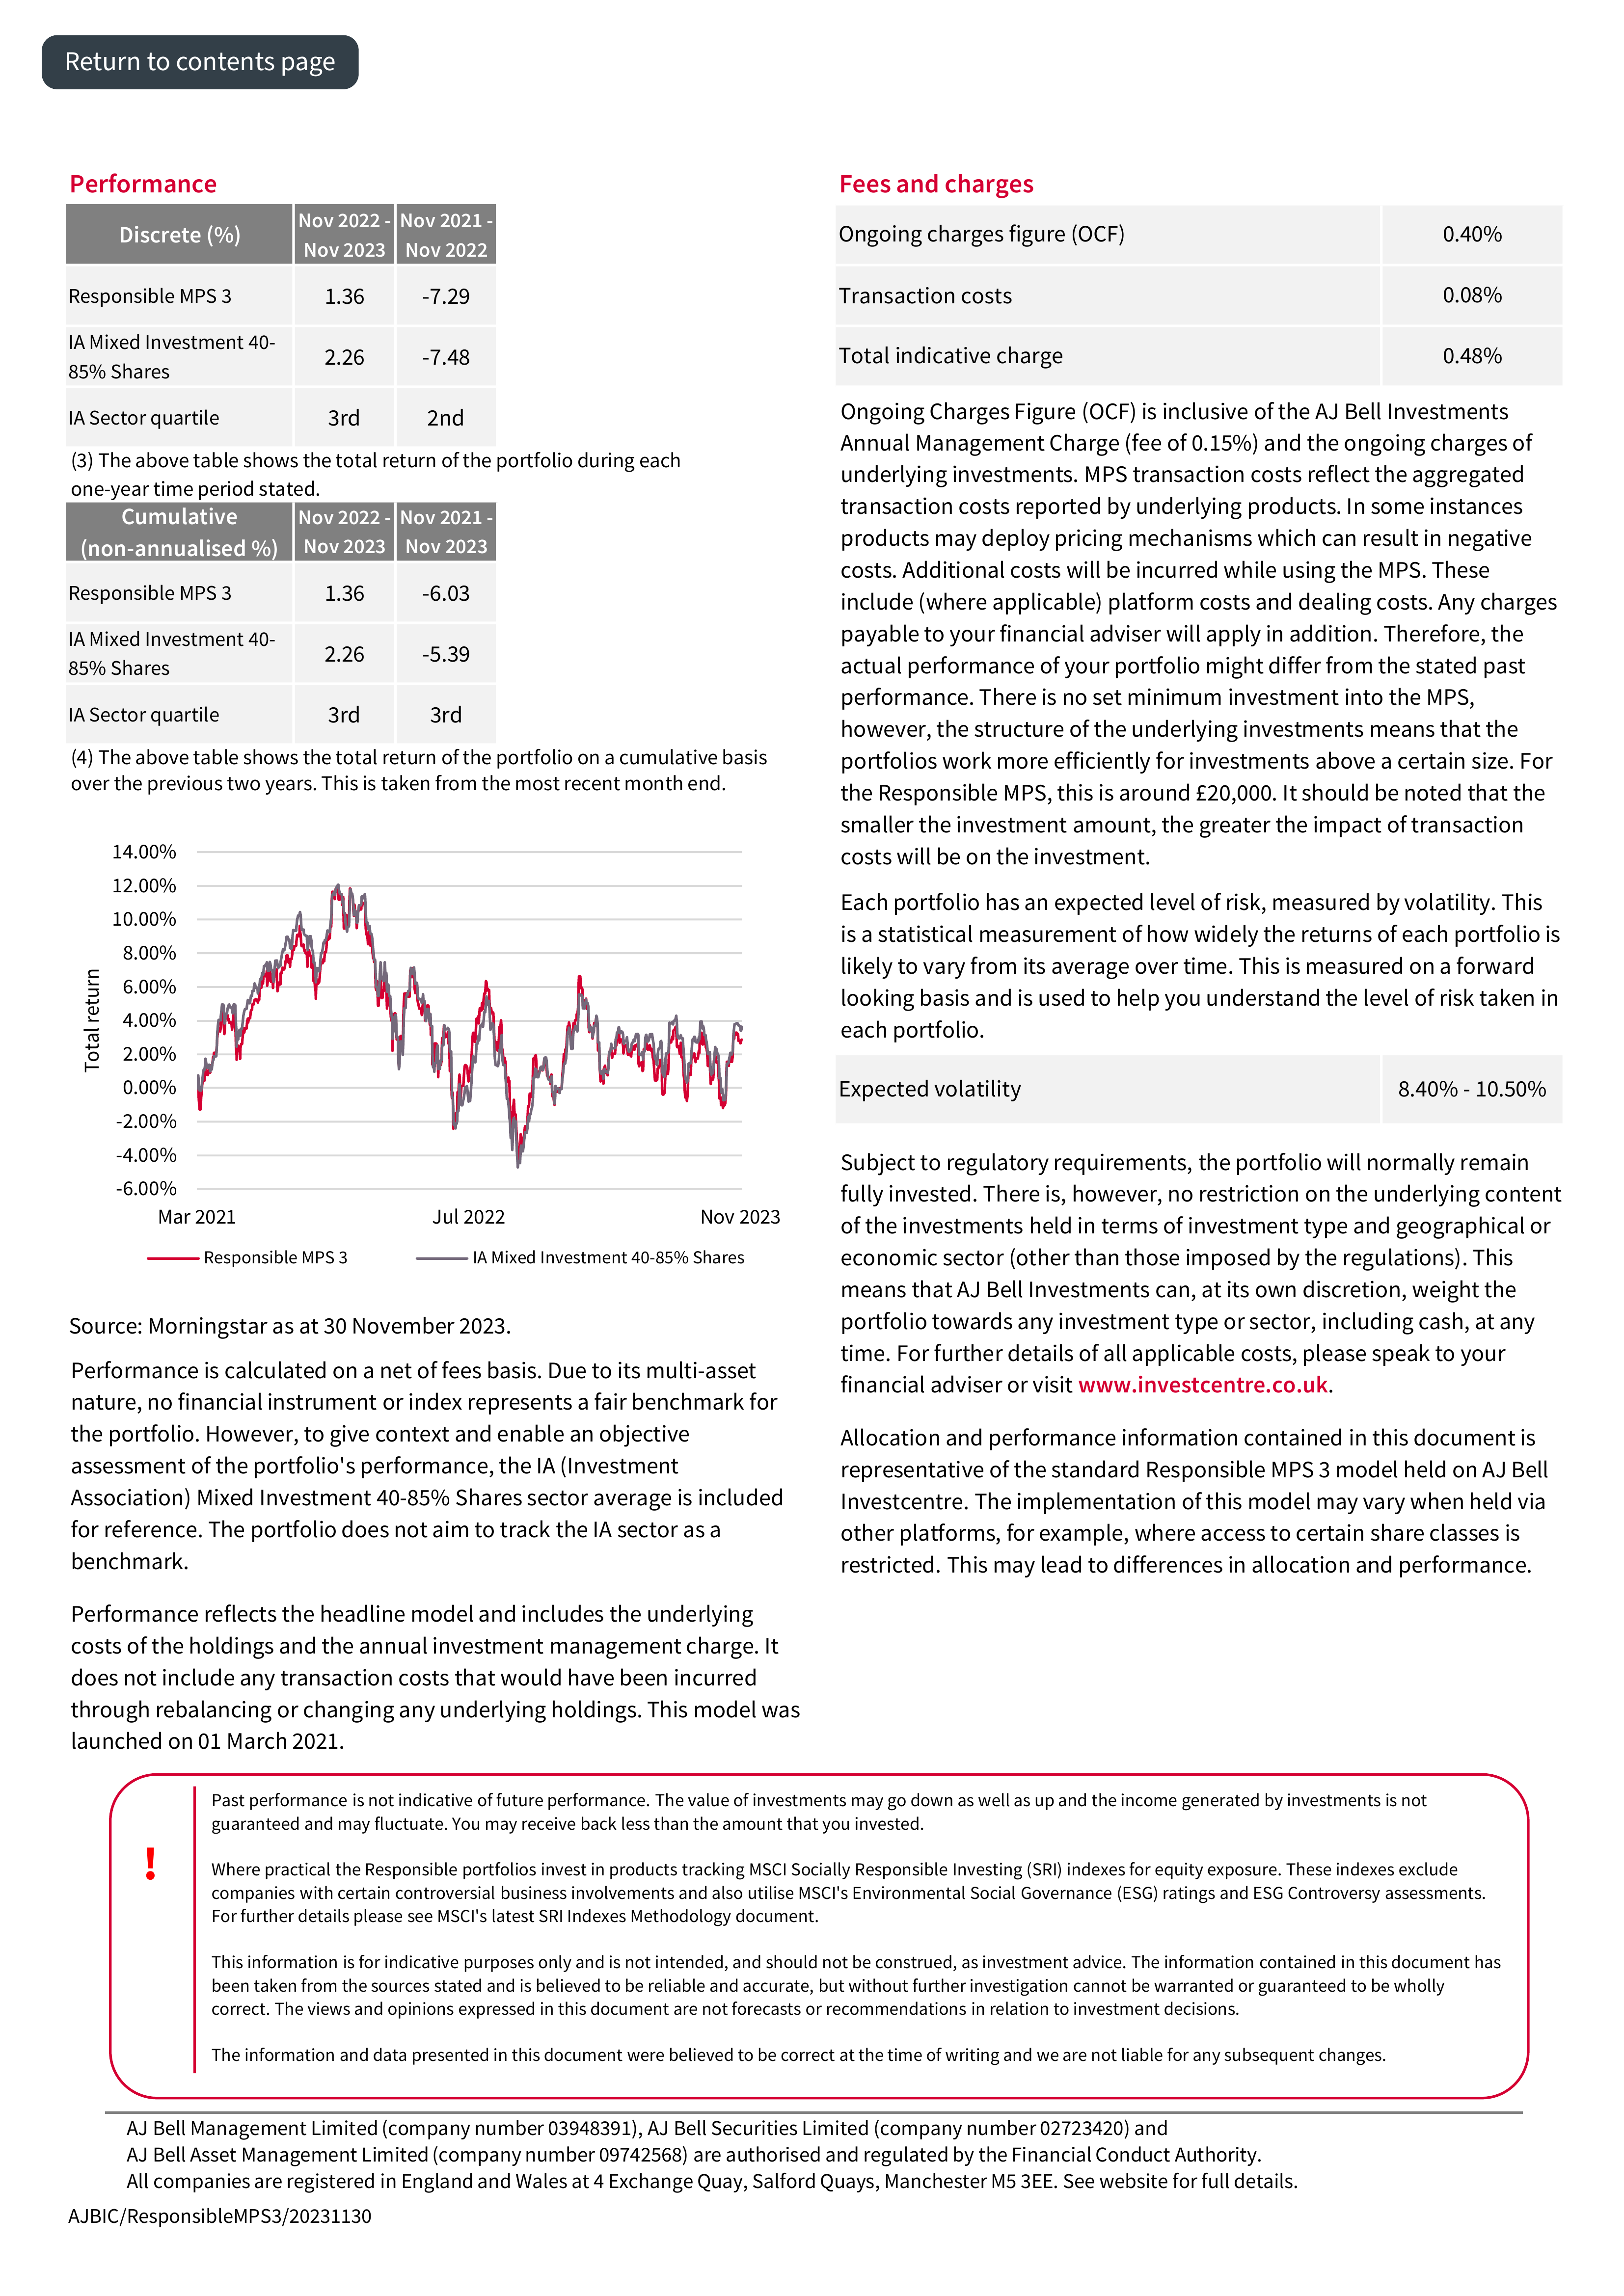 Return to contents page
Performance
Discrete (%)
Nov 2022 - Nov 2021 -
Nov 2023 Nov 2022
Responsible MPS 3 1.36 -7.29
IA Mixed Investment 40-
85% Shares 2.26 -7.48
IA Sector quartile 3rd 2nd
(3) The above table shows the total return of the portfolio during each
one-year time period stated.
Cumulative Nov 2022 - Nov 2021 -
(non-annualised %) Nov 2023 Nov 2023
Responsible MPS 3 1.36 -6.03
IA Mixed Investment 40-
85% Shares 2.26 -5.39
IA Sector quartile 3rd 3rd
(4) The above table shows the total return of the portfolio on a cumulative basis
over the previous two years. This is taken from the most recent month end.
Total return
14.00%
12.00%
10.00%
8.00%
6.00%
4.00%
2.00%
0.00%
-2.00%
-4.00%
-6.00%
Mar 2021 Jul 2022 Nov 2023
Responsible MPS 3 IA Mixed Investment 40-85% Shares
Source: Morningstar as at 30 November 2023.
Performance is calculated on a net of fees basis. Due to its multi-asset
nature, no financial instrument or index represents a fair benchmark for
the portfolio. However, to give context and enable an objective
assessment of the portfolio's performance, the IA (Investment
Association) Mixed Investment 40-85% Shares sector average is included
for reference. The portfolio does not aim to track the IA sector as a
benchmark.
Performance reflects the headline model and includes the underlying
costs of the holdings and the annual investment management charge. It
does not include any transaction costs that would have been incurred
through rebalancing or changing any underlying holdings. This model was
launched on 01 March 2021.
Fees and charges
Ongoing charges figure (OCF) 0.40%
Transaction costs 0.08%
Total indicative charge 0.48%
Ongoing Charges Figure (OCF) is inclusive of the AJ Bell Investments
Annual Management Charge (fee of 0.15%) and the ongoing charges of
underlying investments. MPS transaction costs reflect the aggregated
transaction costs reported by underlying products. In some instances
products may deploy pricing mechanisms which can result in negative
costs. Additional costs will be incurred while using the MPS. These
include (where applicable) platform costs and dealing costs. Any charges
payable to your financial adviser will apply in addition. Therefore, the
actual performance of your portfolio might differ from the stated past
performance. There is no set minimum investment into the MPS,
however, the structure of the underlying investments means that the
portfolios work more efficiently for investments above a certain size. For
the Responsible MPS, this is around £20,000. It should be noted that the
smaller the investment amount, the greater the impact of transaction
costs will be on the investment.
Each portfolio has an expected level of risk, measured by volatility. This
is a statistical measurement of how widely the returns of each portfolio is
likely to vary from its average over time. This is measured on a forward
looking basis and is used to help you understand the level of risk taken in
each portfolio.
Expected volatility 8.40% - 10.50%
Subject to regulatory requirements, the portfolio will normally remain
fully invested. There is, however, no restriction on the underlying content
of the investments held in terms of investment type and geographical or
economic sector (other than those imposed by the regulations). This
means that AJ Bell Investments can, at its own discretion, weight the
portfolio towards any investment type or sector, including cash, at any
time. For further details of all applicable costs, please speak to your
financial adviser or visit www.investcentre.co.uk.
Allocation and performance information contained in this document is
representative of the standard Responsible MPS 3 model held on AJ Bell
Investcentre. The implementation of this model may vary when held via
other platforms, for example, where access to certain share classes is
restricted. This may lead to differences in allocation and performance.
!
Past performance is not indicative of future performance. The value of investments may go down as well as up and the income generated by investments is not
guaranteed and may fluctuate. You may receive back less than the amount that you invested.
Where practical the Responsible portfolios invest in products tracking MSCI Socially Responsible Investing (SRI) indexes for equity exposure. These indexes exclude
companies with certain controversial business involvements and also utilise MSCI's Environmental Social Governance (ESG) ratings and ESG Controversy assessments.
For further details please see MSCI's latest SRI Indexes Methodology document.
This information is for indicative purposes only and is not intended, and should not be construed, as investment advice. The information contained in this document has
been taken from the sources stated and is believed to be reliable and accurate, but without further investigation cannot be warranted or guaranteed to be wholly
correct. The views and opinions expressed in this document are not forecasts or recommendations in relation to investment decisions.
The information and data presented in this document were believed to be correct at the time of writing and we are not liable for any subsequent changes.
AJ Bell Management Limited (company number 03948391), AJ Bell Securities Limited (company number 02723420) and
AJ Bell Asset Management Limited (company number 09742568) are authorised and regulated by the Financial Conduct Authority.
All companies are registered in England and Wales at 4 Exchange Quay, Salford Quays, Manchester M5 3EE. See website for full details.
AJBIC/ResponsibleMPS3/20231130